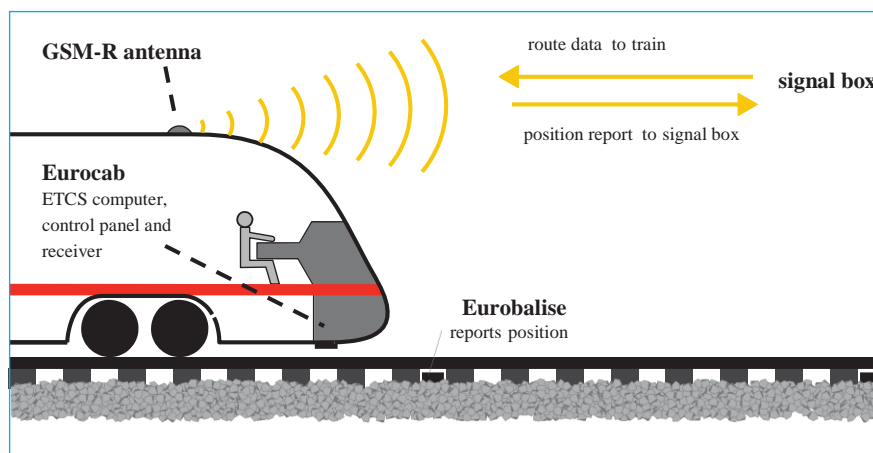 GSM-R antenna
route data to train
signal box
position report to signal box
Eurocab
ETCS computer,
control panel and
receiver
Eurobalise
reports position